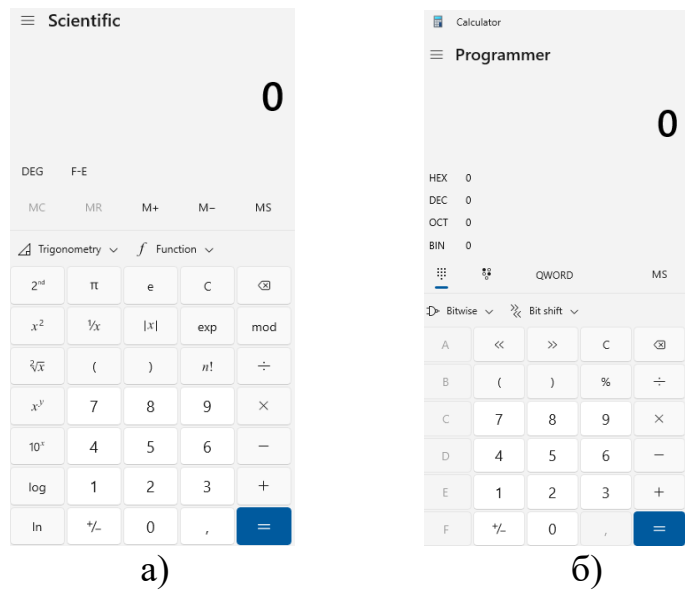 ≡ Scientific
0
DEG F-E
MC MR M+ M− MS
Trigonometry f Function
2ⁿᵈ π e C
x² ¹/x |x| exp mod
²√x ( ) n! ÷
xʸ 7 8 9 ×
10ˣ 4 5 6 −
log 1 2 3 +
ln +/− 0 , =
а)
Calculator
≡ Programmer
0
HEX 0
DEC 0
OCT 0
BIN 0
QWORD MS
Bitwise Bit shift
A « » C
B ( ) % ÷
C 7 8 9 ×
D 4 5 6 −
E 1 2 3 +
F +/− 0 , =
б)